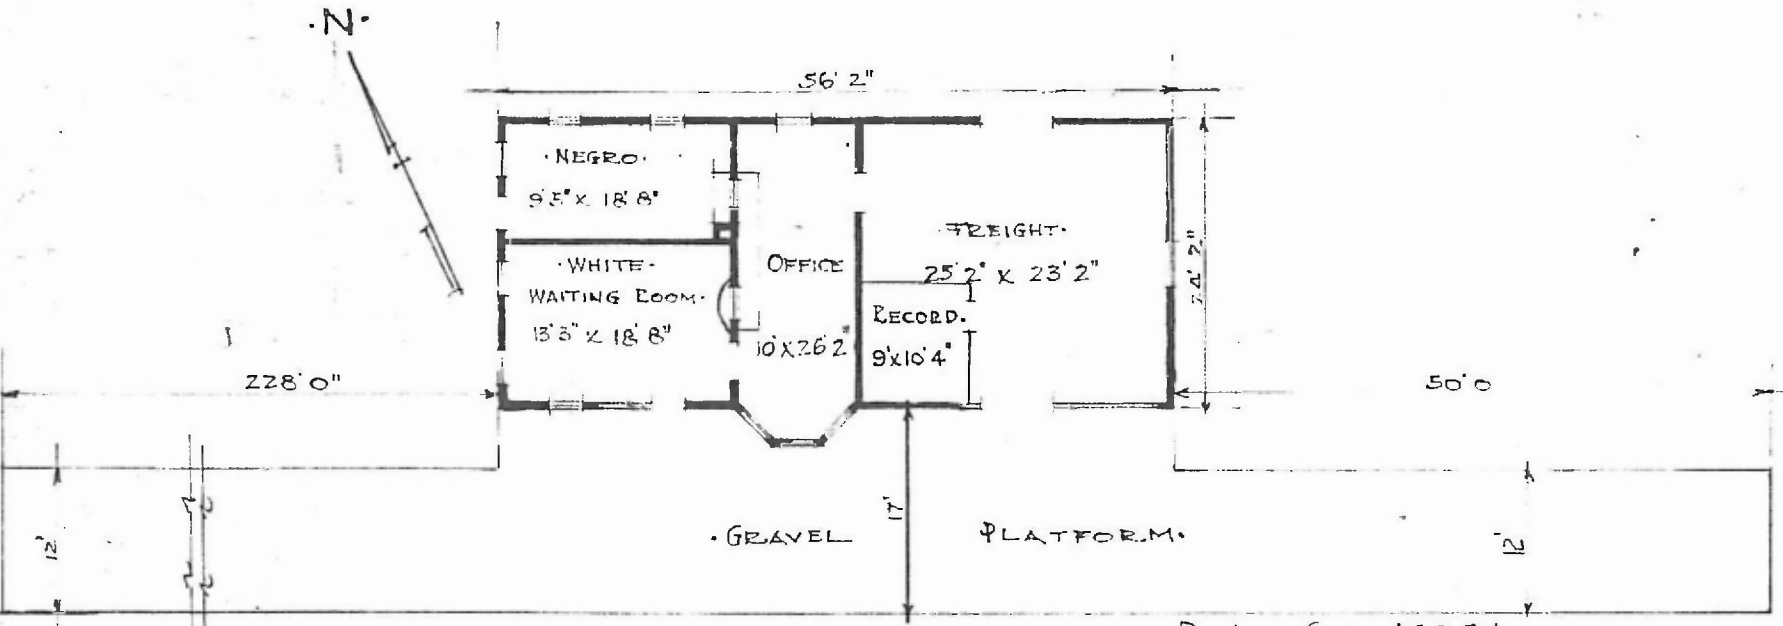 ·N·
56' 2"
·NEGRO·
9'5" X 18' 8"
·WHITE·
WAITING ROOM·
13'3" X 18' 8"
OFFICE
10' X 26' 2"
·FREIGHT·
25' 2" X 23' 2"
RECORD.
9' x 10' 4"
24' 2"
228' 0"
50' 0
12'
17'
12'
·GRAVEL PLATFORM·